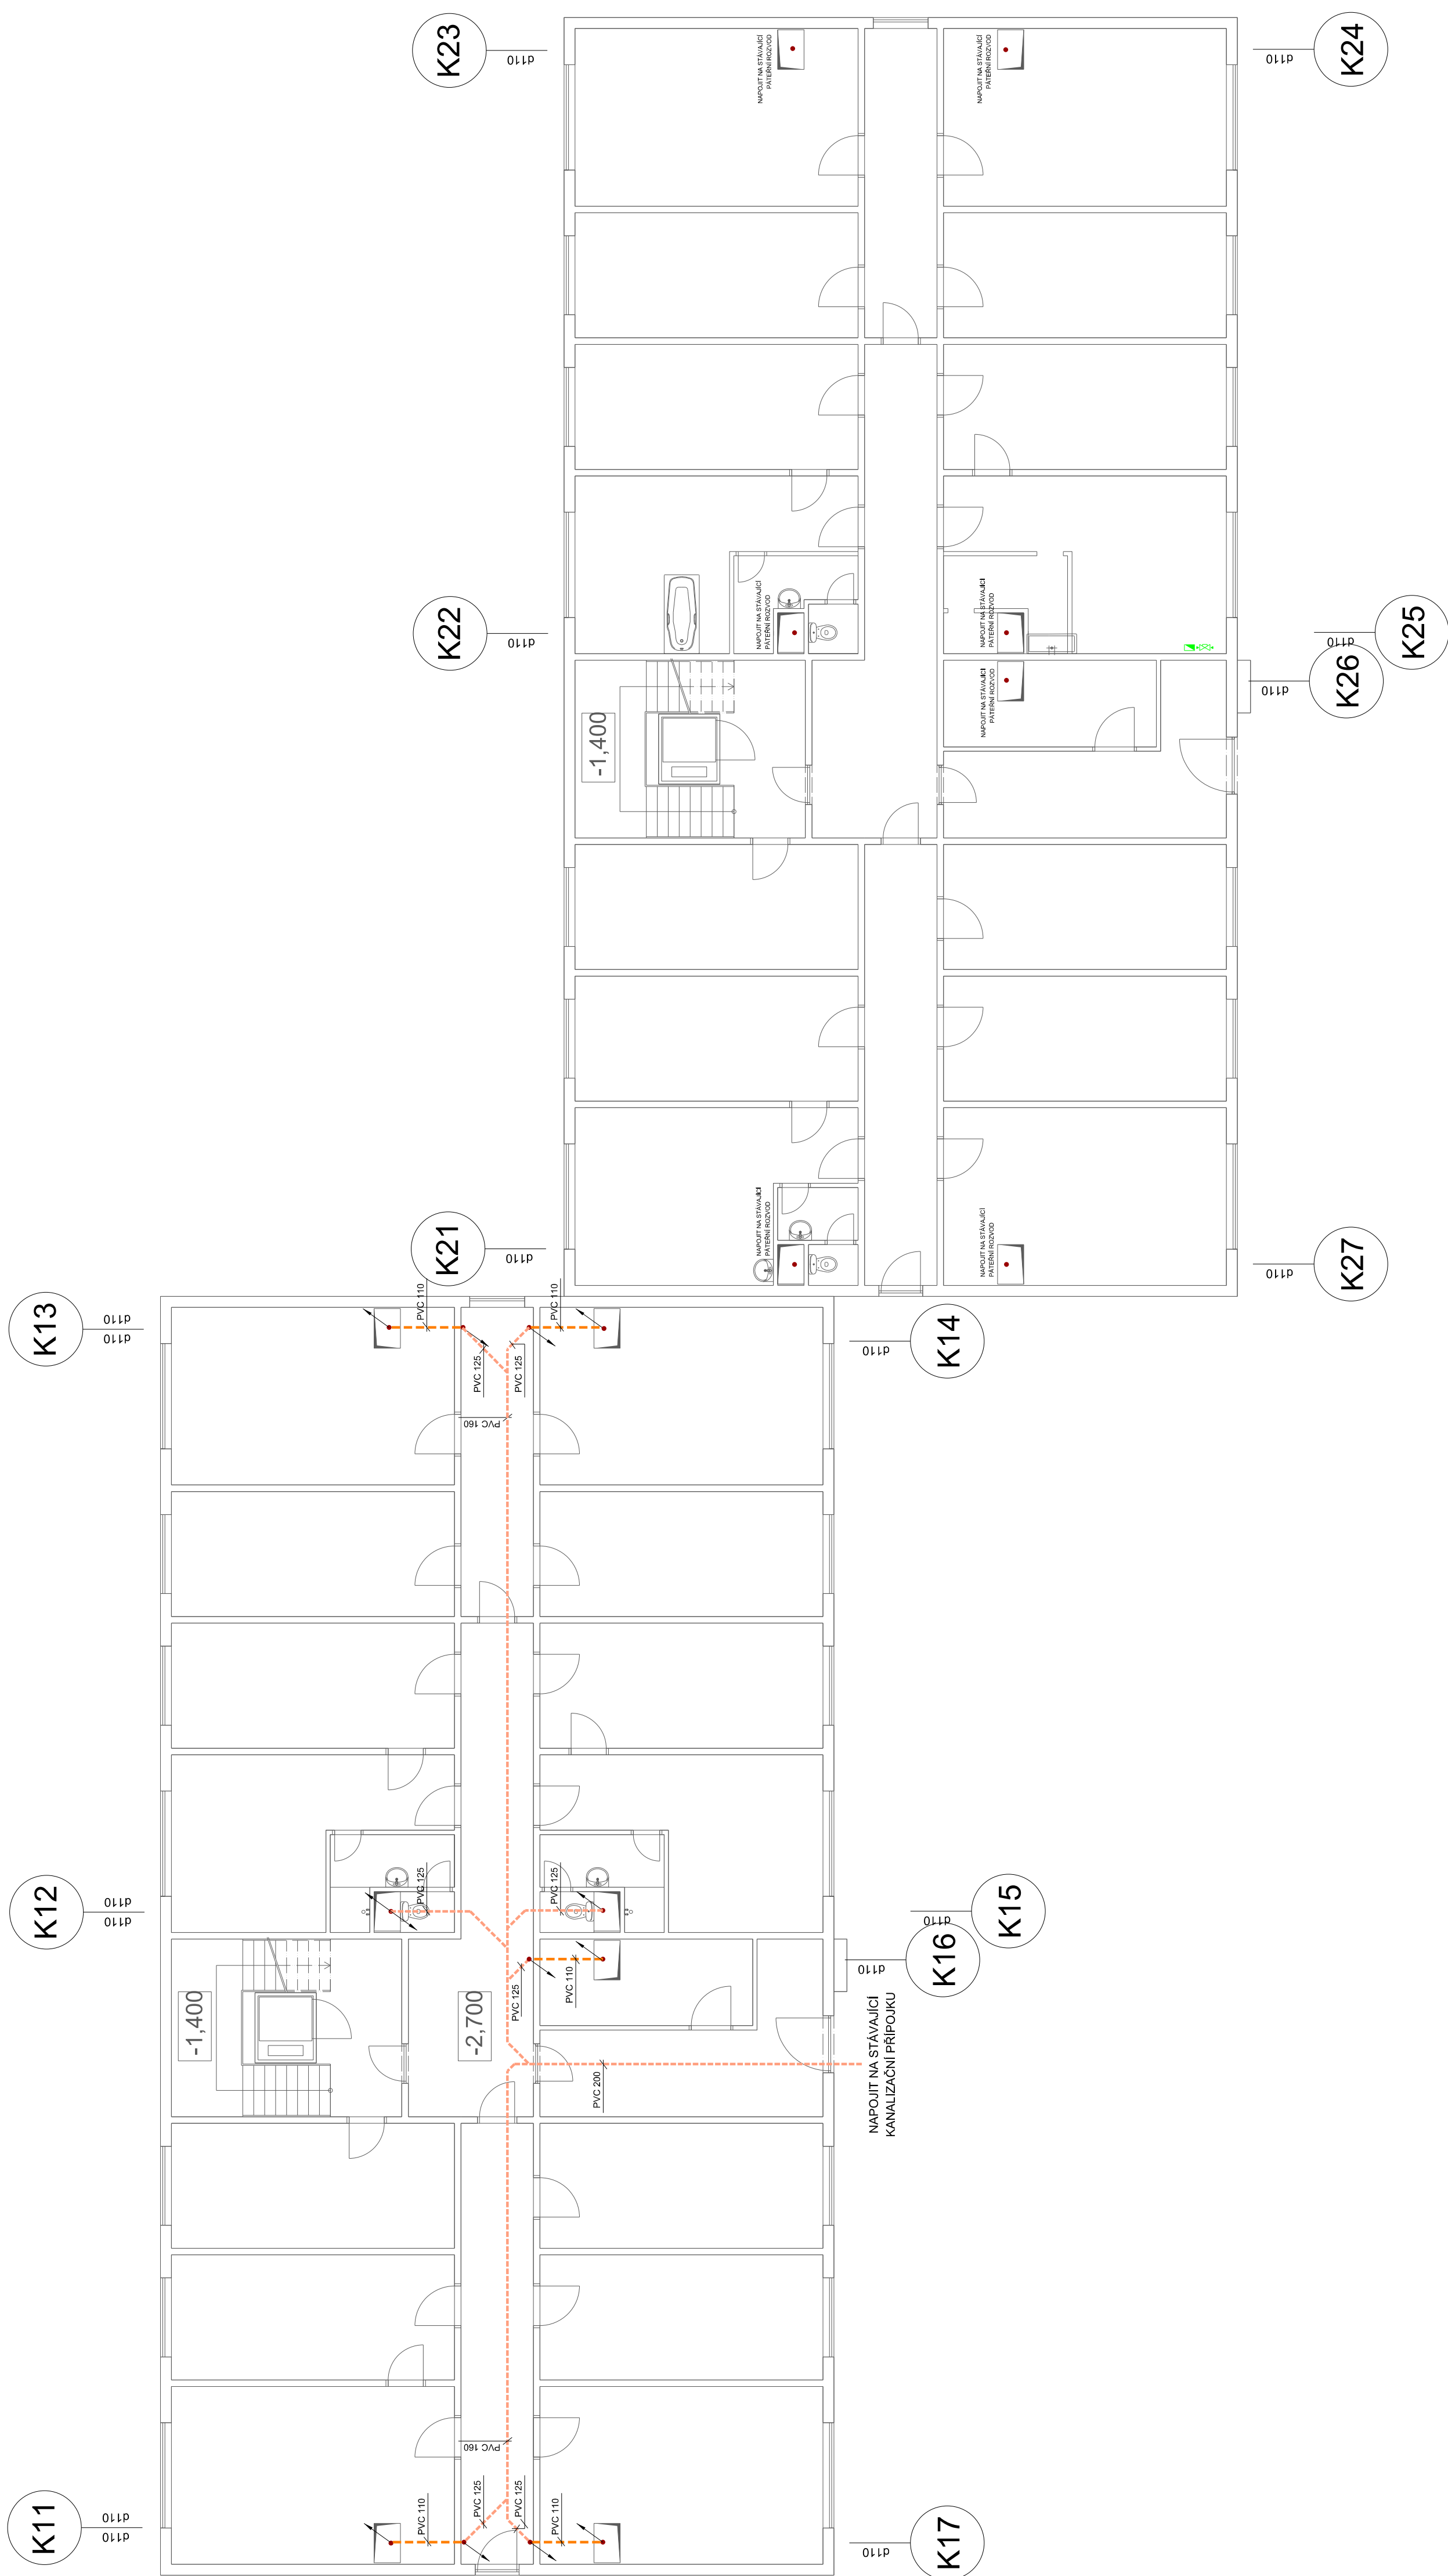 K23
d110
K24
d110
NAPOJIT NA STÁVAJÍCÍ
PÁTEŘNÍ ROZVOD
NAPOJIT NA STÁVAJÍCÍ
PÁTEŘNÍ ROZVOD
K22
d110
NAPOJIT NA STÁVAJÍCÍ
PÁTEŘNÍ ROZVOD
NAPOJIT NA STÁVAJÍCÍ
PÁTEŘNÍ ROZVOD
NAPOJIT NA STÁVAJÍCÍ
PÁTEŘNÍ ROZVOD
K25
d110
K26
d110
-1,400
K21
d110
NAPOJIT NA STÁVAJÍCÍ
PÁTEŘNÍ ROZVOD
NAPOJIT NA STÁVAJÍCÍ
PÁTEŘNÍ ROZVOD
K27
d110
K13
d110
d110
PVC 110
PVC 110
PVC 125
PVC 125
PVC 160
K14
d110
K12
d110
d110
PVC 125
PVC 125
K15
d110
K16
d110
PVC 125
PVC 110
-1,400
-2,700
PVC 200
NAPOJIT NA STÁVAJÍCÍ
KANALIZAČNÍ PŘÍPOJKU
PVC 160
K11
d110
d110
PVC 110
PVC 125
PVC 125
PVC 110
K17
d110